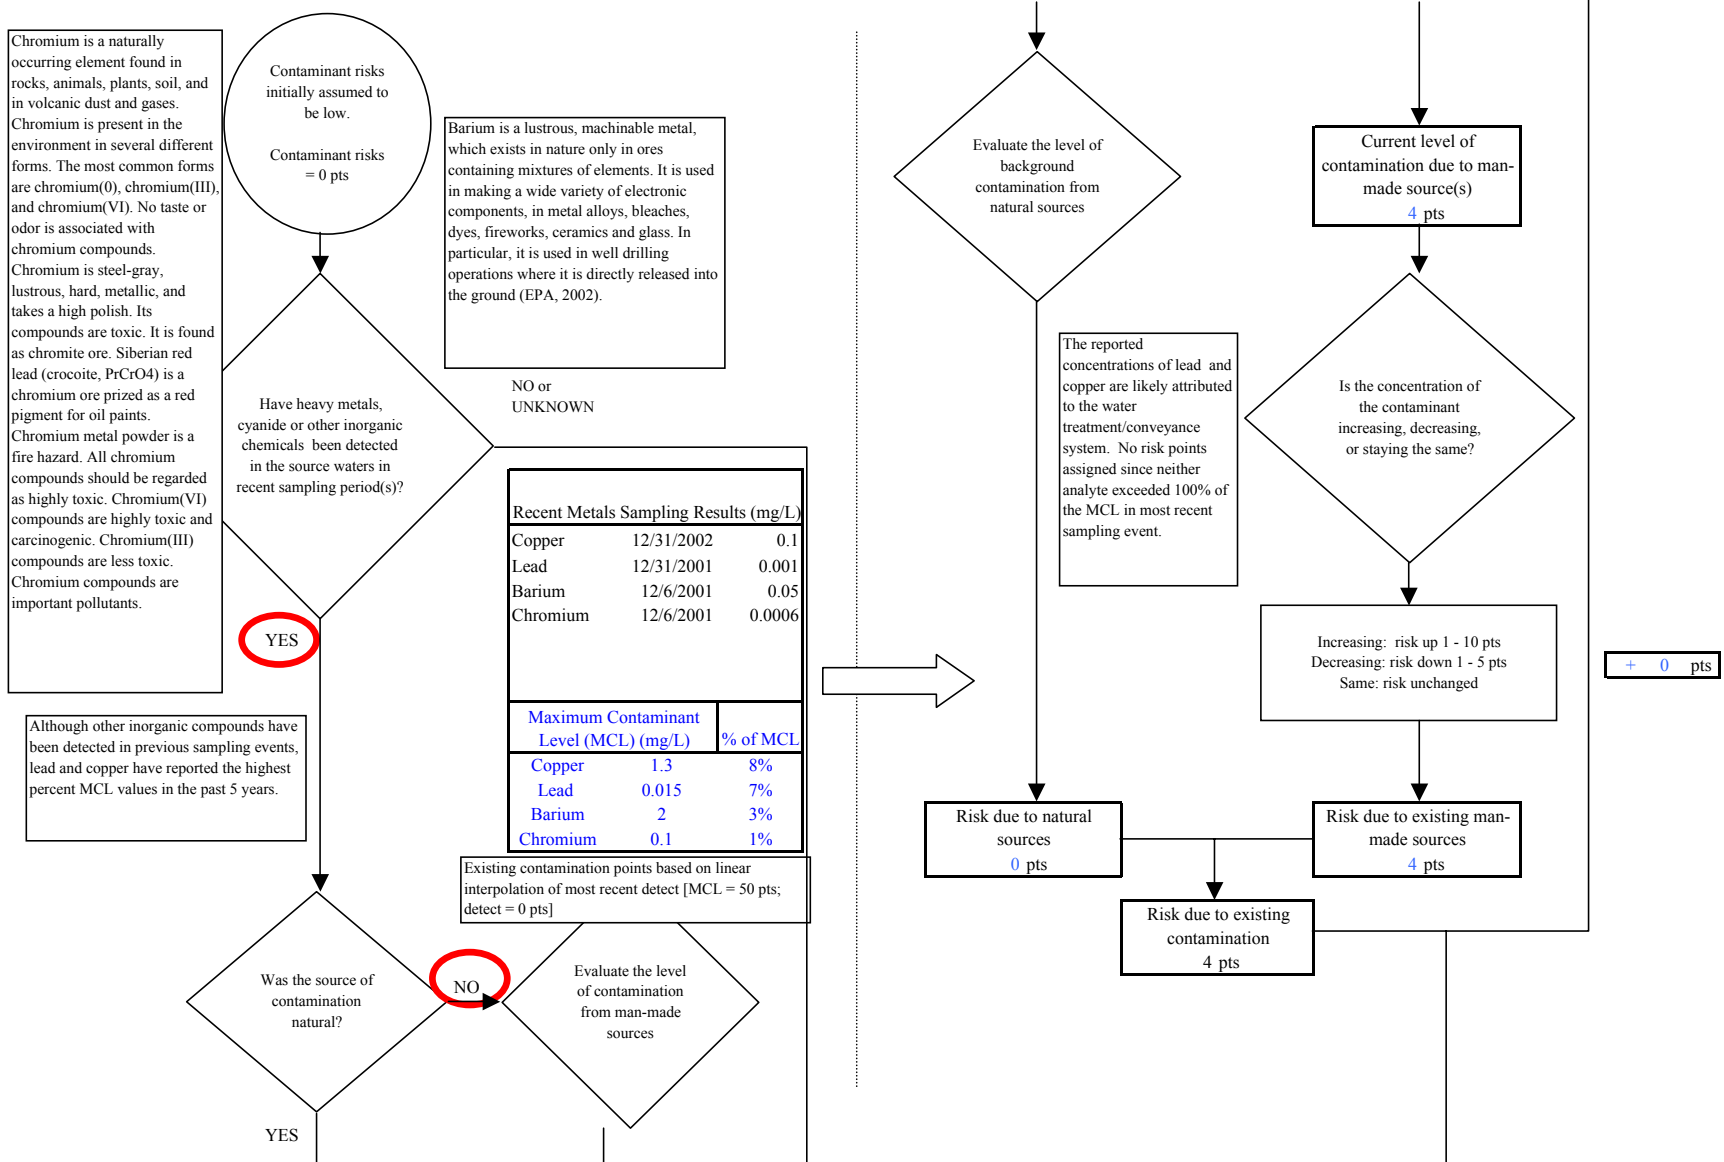 Chromium is a naturally
occurring element found in
rocks, animals, plants, soil, and
in volcanic dust and gases.
Chromium is present in the
environment in several different
forms. The most common forms
are chromium(0), chromium(III),
and chromium(VI). No taste or
odor is associated with
chromium compounds.
Chromium is steel-gray,
lustrous, hard, metallic, and
takes a high polish. Its
compounds are toxic. It is found
as chromite ore. Siberian red
lead (crocoite, PrCrO4) is a
chromium ore prized as a red
pigment for oil paints.
Chromium metal powder is a
fire hazard. All chromium
compounds should be regarded
as highly toxic. Chromium(VI)
compounds are highly toxic and
carcinogenic. Chromium(III)
compounds are less toxic.
Chromium compounds are
important pollutants.
Contaminant risks
initially assumed to
be low.
Contaminant risks
= 0 pts
Barium is a lustrous, machinable metal,
which exists in nature only in ores
containing mixtures of elements. It is used
in making a wide variety of electronic
components, in metal alloys, bleaches,
dyes, fireworks, ceramics and glass. In
particular, it is used in well drilling
operations where it is directly released into
the ground (EPA, 2002).
NO or
UNKNOWN
Have heavy metals,
cyanide or other inorganic
chemicals been detected
in the source waters in
recent sampling period(s)?
YES
Recent Metals Sampling Results (mg/L)
Copper 12/31/2002 0.1
Lead 12/31/2001 0.001
Barium 12/6/2001 0.05
Chromium 12/6/2001 0.0006
Maximum Contaminant
Level (MCL) (mg/L) % of MCL
Copper 1.3 8%
Lead 0.015 7%
Barium 2 3%
Chromium 0.1 1%
Although other inorganic compounds have
been detected in previous sampling events,
lead and copper have reported the highest
percent MCL values in the past 5 years.
Existing contamination points based on linear
interpolation of most recent detect [MCL = 50 pts;
detect = 0 pts]
Was the source of
contamination
natural?
NO
Evaluate the level
of contamination
from man-made
sources
YES
Evaluate the level of
background
contamination from
natural sources
Current level of
contamination due to man-
made source(s)
4 pts
The reported
concentrations of lead and
copper are likely attributed
to the water
treatment/conveyance
system. No risk points
assigned since neither
analyte exceeded 100% of
the MCL in most recent
sampling event.
Is the concentration of
the contaminant
increasing, decreasing,
or staying the same?
Increasing: risk up 1 - 10 pts
Decreasing: risk down 1 - 5 pts
Same: risk unchanged
+ 0 pts
Risk due to natural
sources
0 pts
Risk due to existing man-
made sources
4 pts
Risk due to existing
contamination
4 pts